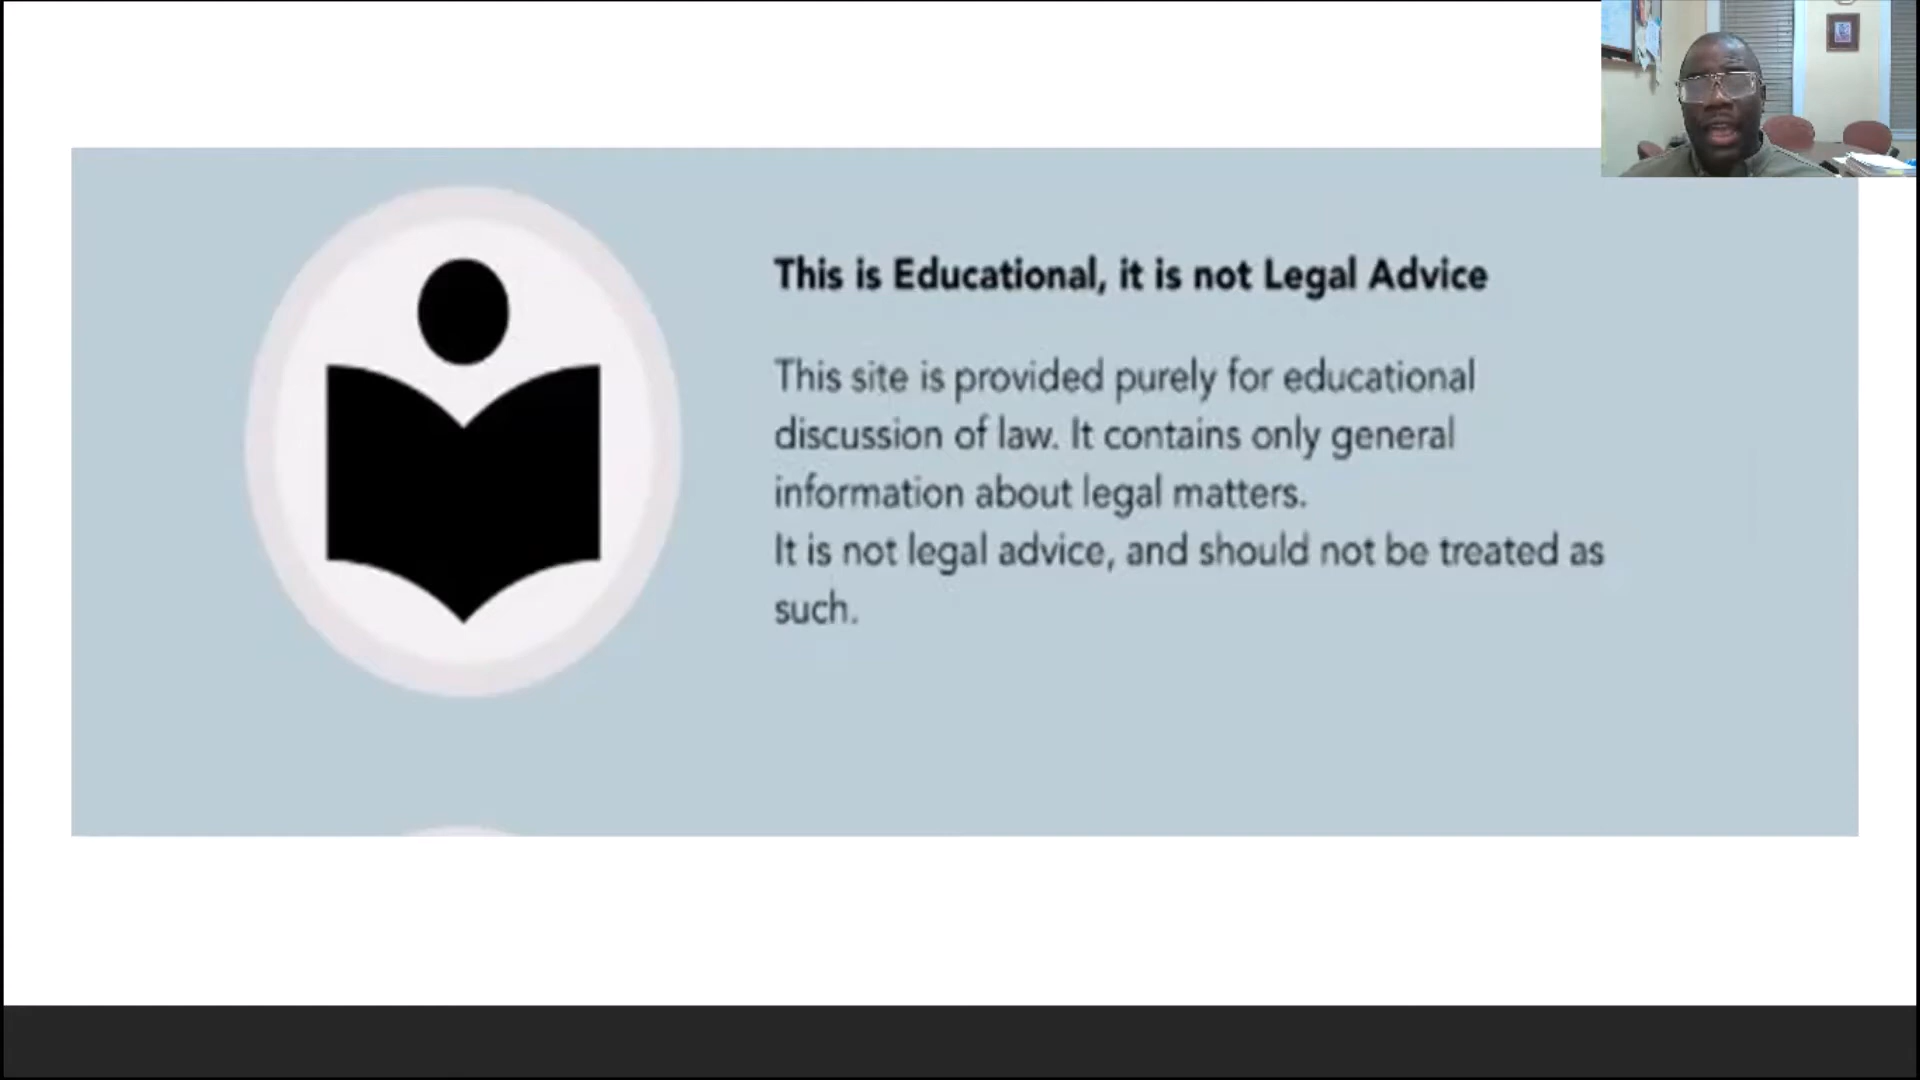 This is Educational, it is not Legal Advice
This site is provided purely for educational
discussion of law. It contains only general
information about legal matters.
It is not legal advice, and should not be treated as
such.